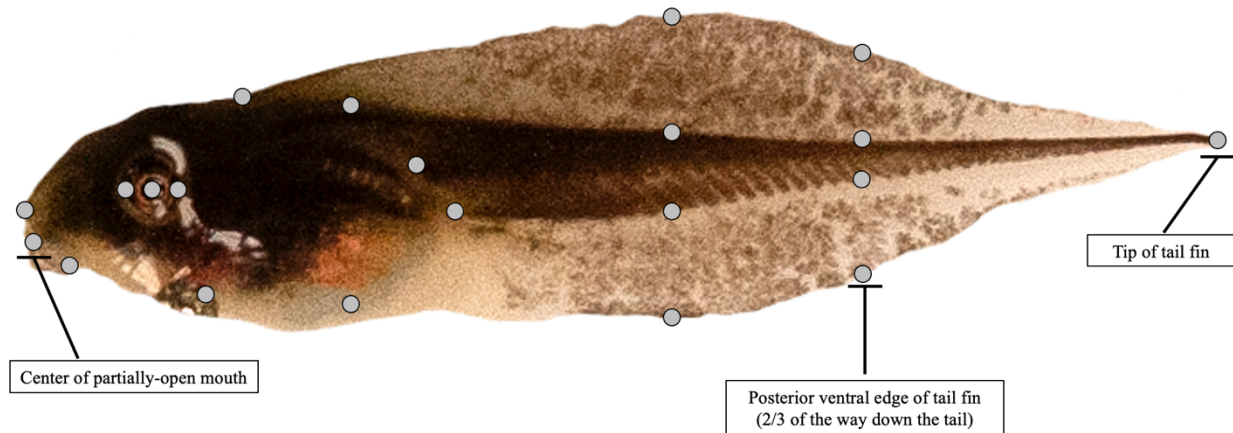 Tip of tail fin
Center of partially-open mouth
Posterior ventral edge of tail fin
(2/3 of the way down the tail)